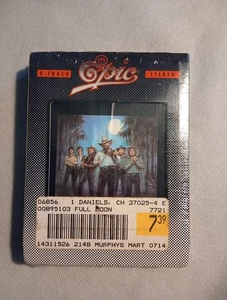 8-TRACK Epic STEREO
06856 1 DANIELS, CH 37025-4 E
00895103 FULL MOON 7721
7.39
14311526 2148 MURPHYS MART 0714